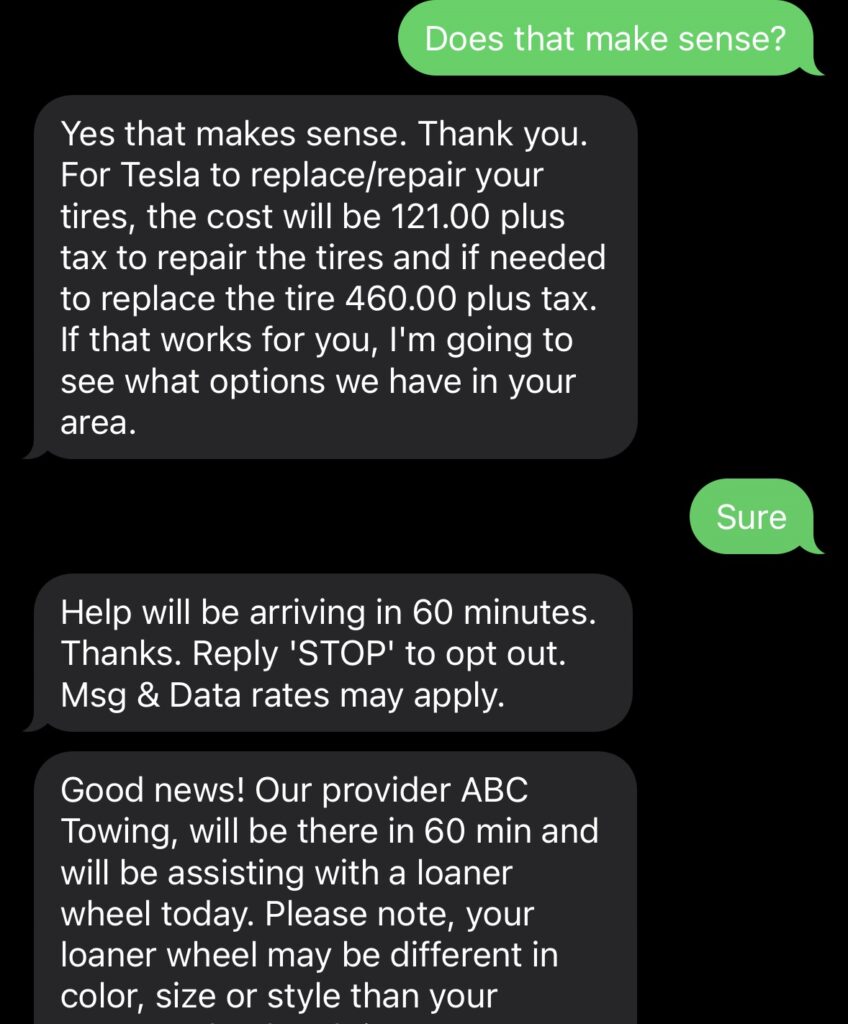 Does that make sense?
Yes that makes sense. Thank you.
For Tesla to replace/repair your
tires, the cost will be 121.00 plus
tax to repair the tires and if needed
to replace the tire 460.00 plus tax.
If that works for you, I'm going to
see what options we have in your
area.
Sure
Help will be arriving in 60 minutes.
Thanks. Reply 'STOP' to opt out.
Msg & Data rates may apply.
Good news! Our provider ABC
Towing, will be there in 60 min and
will be assisting with a loaner
wheel today. Please note, your
loaner wheel may be different in
color, size or style than your